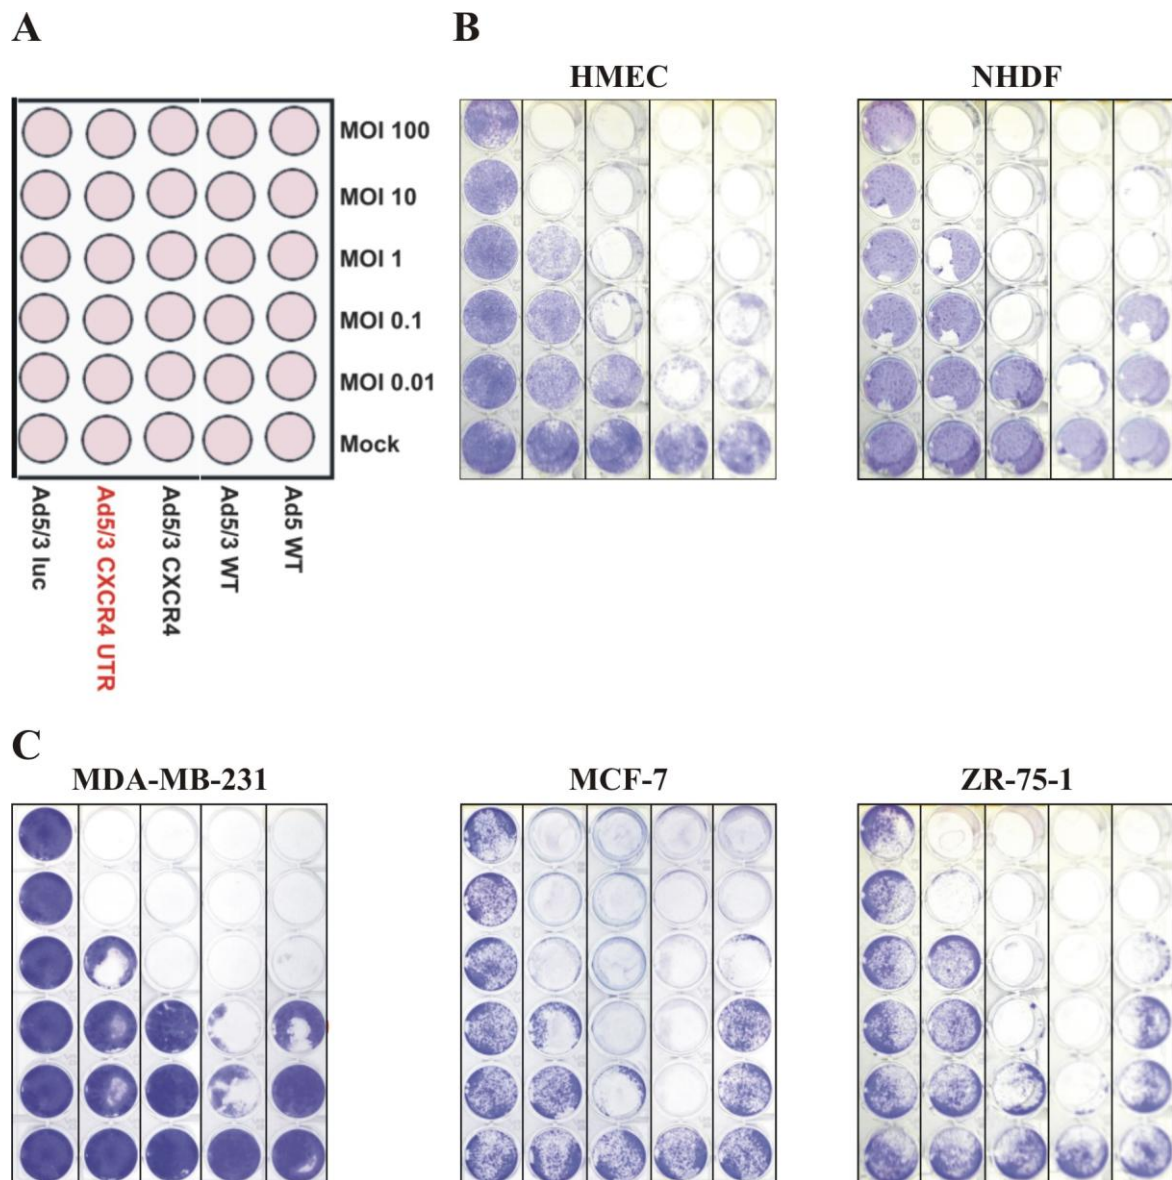 A
B
HMEC
NHDF
MOI 100
MOI 10
MOI 1
MOI 0.1
MOI 0.01
Mock
Ad5/3 luc
Ad5/3 CXCR4 UTR
Ad5/3 CXCR4
Ad5/3 WT
Ad5 WT
C
MDA-MB-231
MCF-7
ZR-75-1